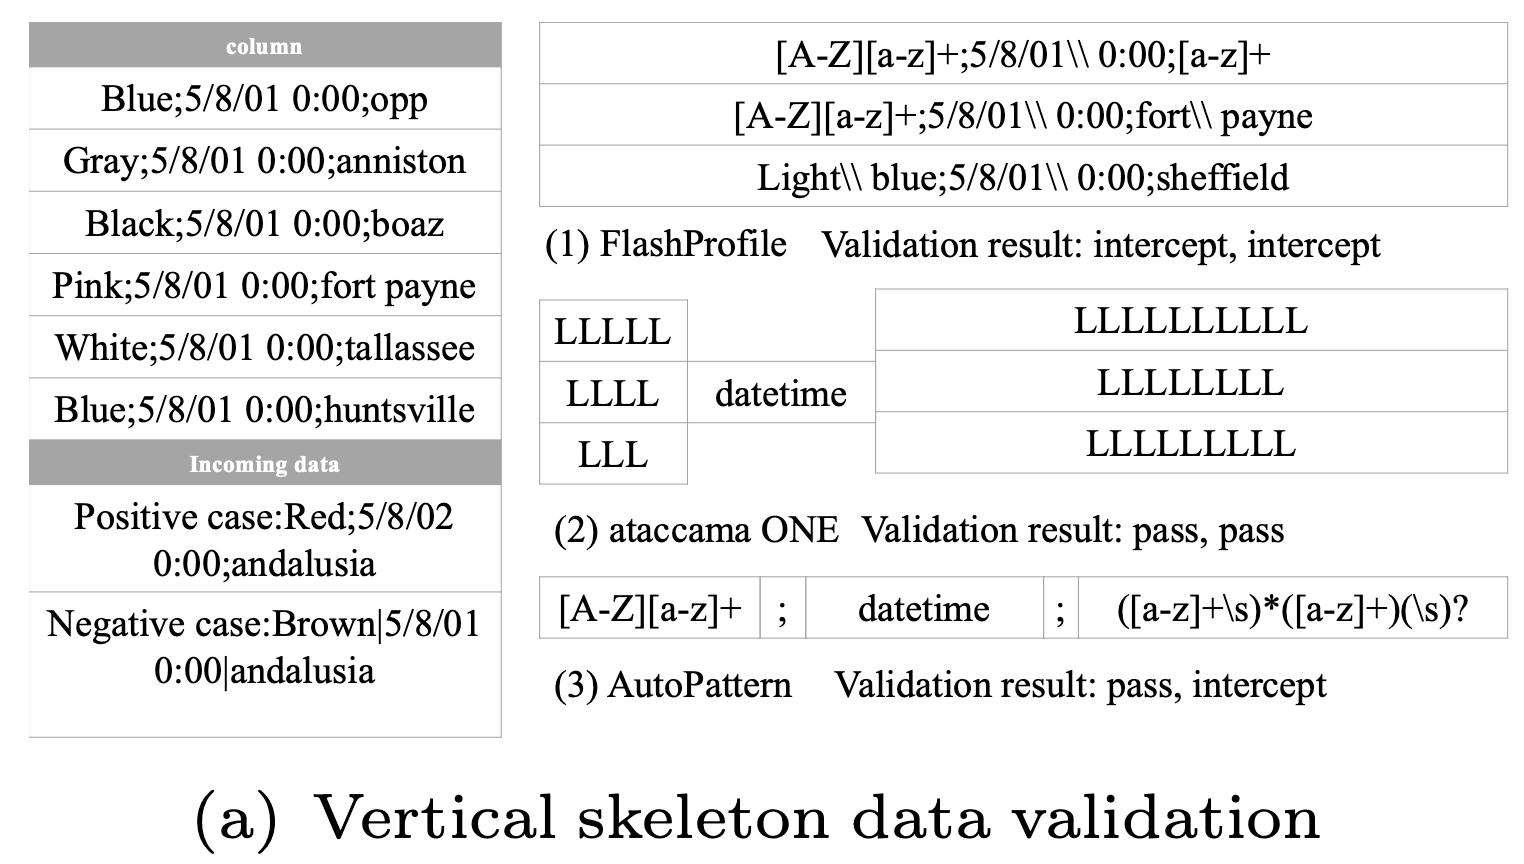 column
Blue;5/8/01 0:00;opp
Gray;5/8/01 0:00;anniston
Black;5/8/01 0:00;boaz
Pink;5/8/01 0:00;fort payne
White;5/8/01 0:00;tallassee
Blue;5/8/01 0:00;huntsville
Incoming data
Positive case:Red;5/8/02
0:00;andalusia
Negative case:Brown|5/8/01
0:00|andalusia
[A-Z][a-z]+;5/8/01\\ 0:00;[a-z]+
[A-Z][a-z]+;5/8/01\\ 0:00;fort\\ payne
Light\\ blue;5/8/01\\ 0:00;sheffield
(1) FlashProfile Validation result: intercept, intercept
LLLLL
LLLL
LLL
datetime
LLLLLLLLLL
LLLLLLLL
LLLLLLLLL
(2) ataccama ONE Validation result: pass, pass
[A-Z][a-z]+ ; datetime ; ([a-z]+\s)*([a-z]+)(\s)?
(3) AutoPattern Validation result: pass, intercept
(a) Vertical skeleton data validation